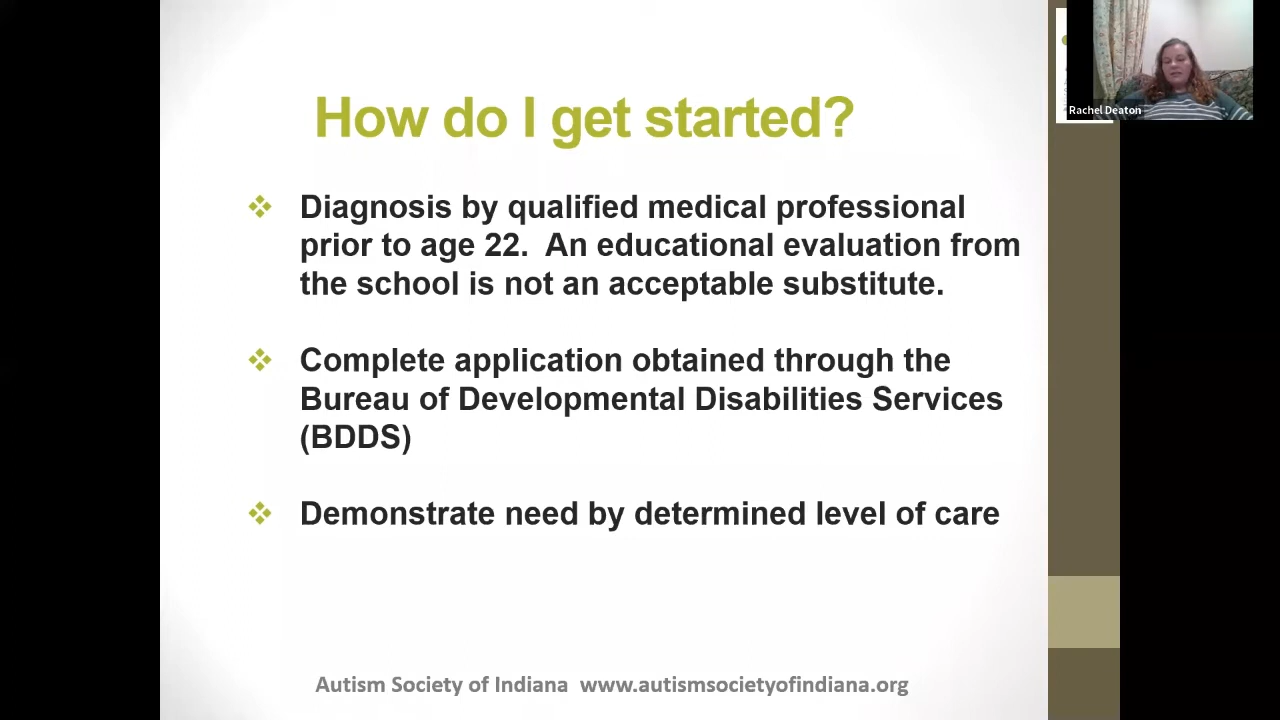 How do I get started?
Diagnosis by qualified medical professional
prior to age 22.  An educational evaluation from
the school is not an acceptable substitute.
Complete application obtained through the
Bureau of Developmental Disabilities Services
(BDDS)
Demonstrate need by determined level of care
Autism Society of Indiana  www.autismsocietyofindiana.org
Rachel Deaton